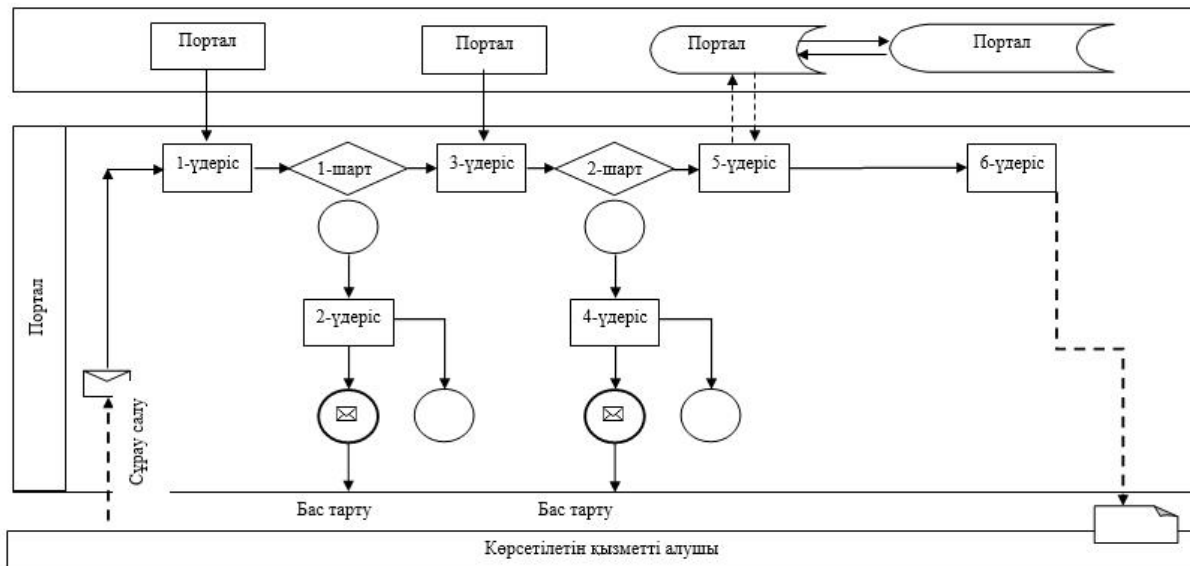 Портал
Портал
Портал
Портал
1-үдеріс
1-шарт
3-үдеріс
2-шарт
5-үдеріс
6-үдеріс
Портал
2-үдеріс
4-үдеріс
Сұрау салу
Бас тарту
Бас тарту
Көрсетілетін қызметті алушы